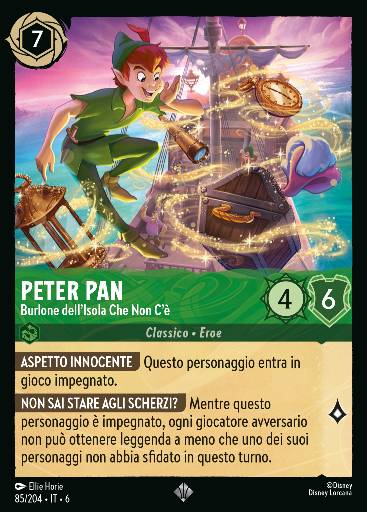 7
PETER PAN
Burlone dell'Isola Che Non C'è
4
6
Classico • Eroe
ASPETTO INNOCENTE Questo personaggio entra in
gioco impegnato.
NON SAI STARE AGLI SCHERZI? Mentre questo
personaggio è impegnato, ogni giocatore avversario
non può ottenere leggenda a meno che uno dei suoi
personaggi non abbia sfidato in questo turno.
Ellie Horie
85/204 • IT • 6
©Disney
Disney Lorcana